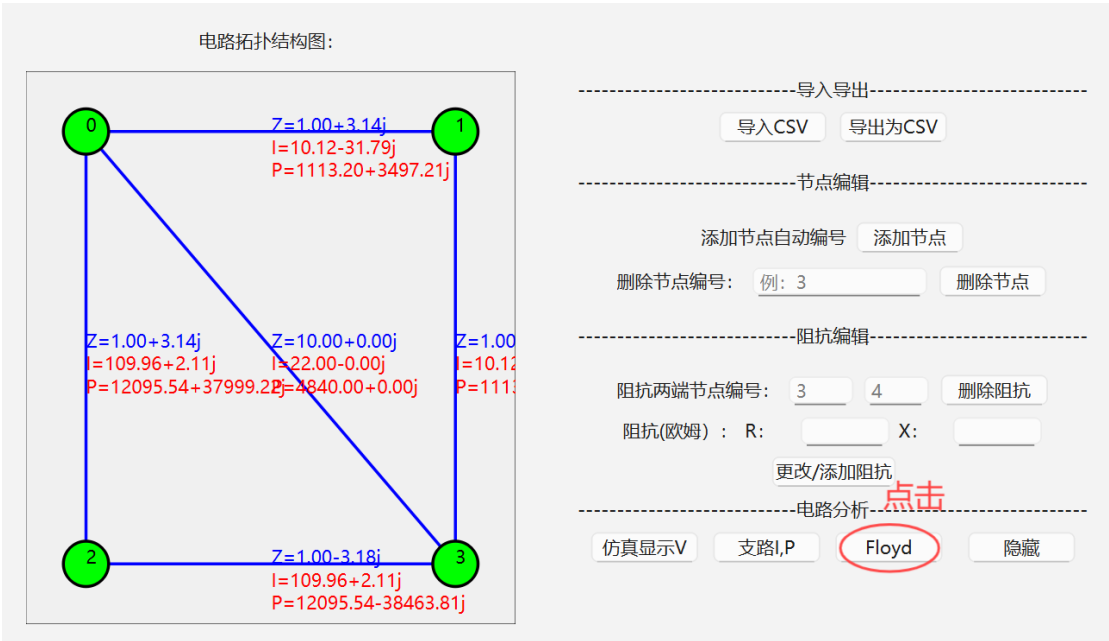 电路拓扑结构图：
0
1
Z=1.00+3.14j
I=10.12-31.79j
P=1113.20+3497.21j
Z=1.00+3.14j
I=109.96+2.11j
P=12095.54+37999.22j
Z=10.00+0.00j
I=22.00-0.00j
P=4840.00+0.00j
Z=1.00
I=10.12
P=111
2
3
Z=1.00-3.18j
I=109.96+2.11j
P=12095.54-38463.81j
----------------------------导入导出----------------------------
导入CSV 导出为CSV
----------------------------节点编辑----------------------------
添加节点自动编号 添加节点
删除节点编号： 例：3 删除节点
----------------------------阻抗编辑----------------------------
阻抗两端节点编号： 3 4 删除阻抗
阻抗(欧姆）： R： X：
更改/添加阻抗
点击
----------------------------电路分析----------------------------
仿真显示V 支路I,P Floyd 隐藏